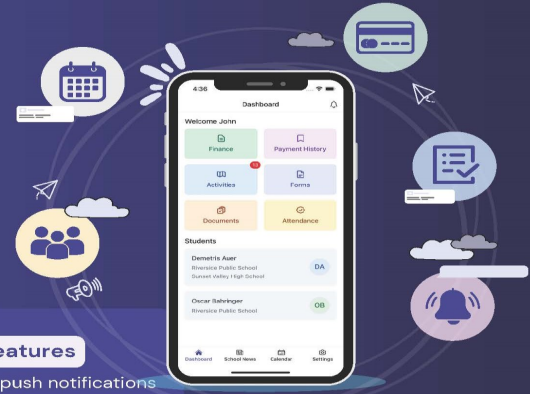 4:36
Dashboard
Welcome John
Finance
Payment History
13
Activities
Forms
Documents
Attendance
Students
Demetris Auer
Riverside Public School
Sunset Valley High School
DA
Oscar Bahringer
Riverside Public School
OB
Dashboard
School News
Calendar
Settings
eatures
push notifications